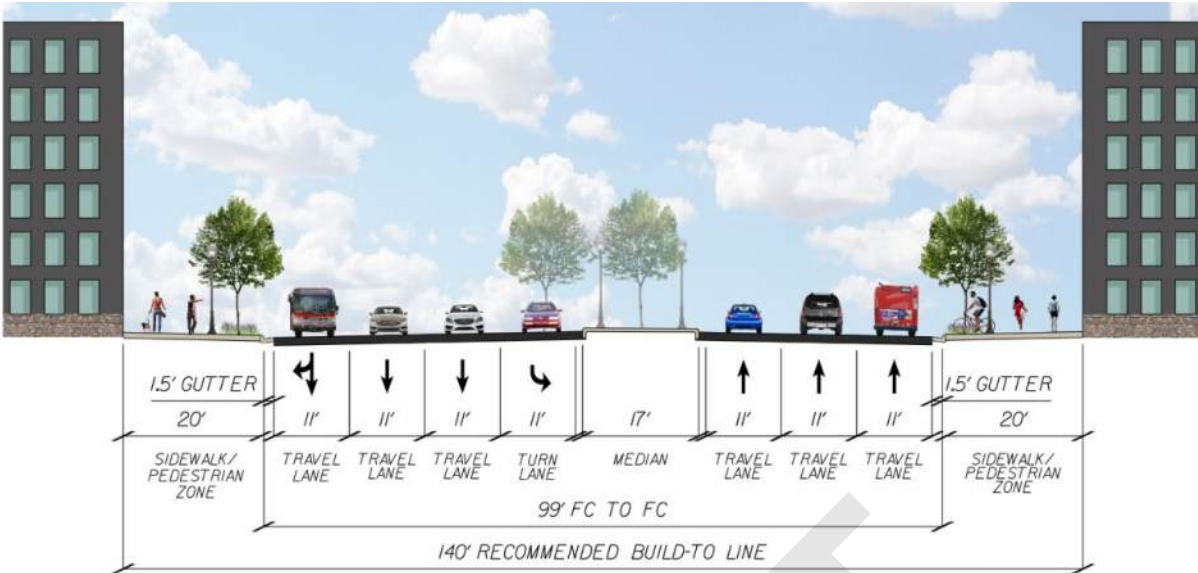 1.5' GUTTER
1.5' GUTTER
20'
11'
11'
11'
11'
17'
11'
11'
11'
20'
SIDEWALK/
PEDESTRIAN
ZONE
TRAVEL
LANE
TRAVEL
LANE
TRAVEL
LANE
TURN
LANE
MEDIAN
TRAVEL
LANE
TRAVEL
LANE
TRAVEL
LANE
SIDEWALK/
PEDESTRIAN
ZONE
99' FC TO FC
140' RECOMMENDED BUILD-TO LINE